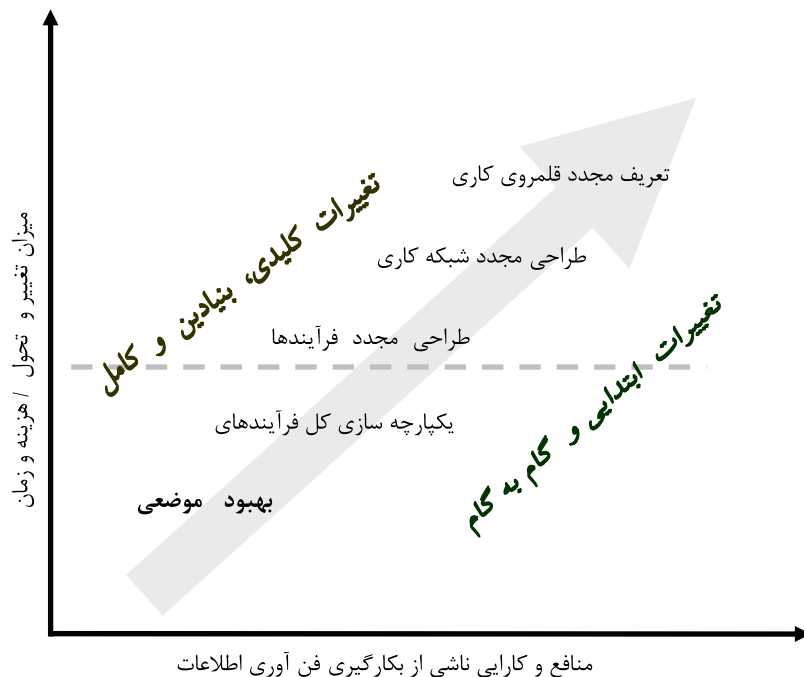 تعریف مجدد قلمروی کاری
تغییرات کلیدی، بنیادین و کامل
طراحی مجدد شبکه کاری
میزان تغییر و تحول / هزینه و زمان
تغییرات ابتدایی و گام به گام
طراحی مجدد فرآیندها
یکپارچه سازی کل فرآیندهای
بهبود موضعی
منافع و کارایی ناشی از بکارگیری فن آوری اطلاعات